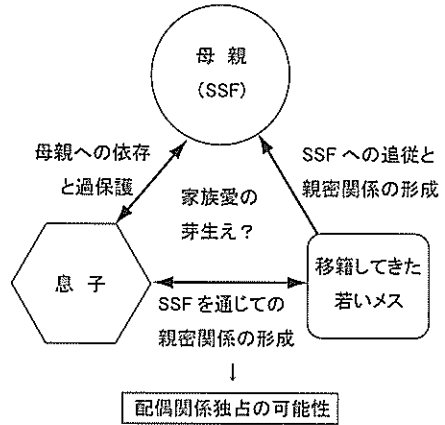 母 親
(SSF)
母親への依存
と過保護
SSF への追従と
親密関係の形成
家族愛の
芽生え?
息 子
移籍してきた
若いメス
SSF を通じての
親密関係の形成
↓
配偶関係独占の可能性